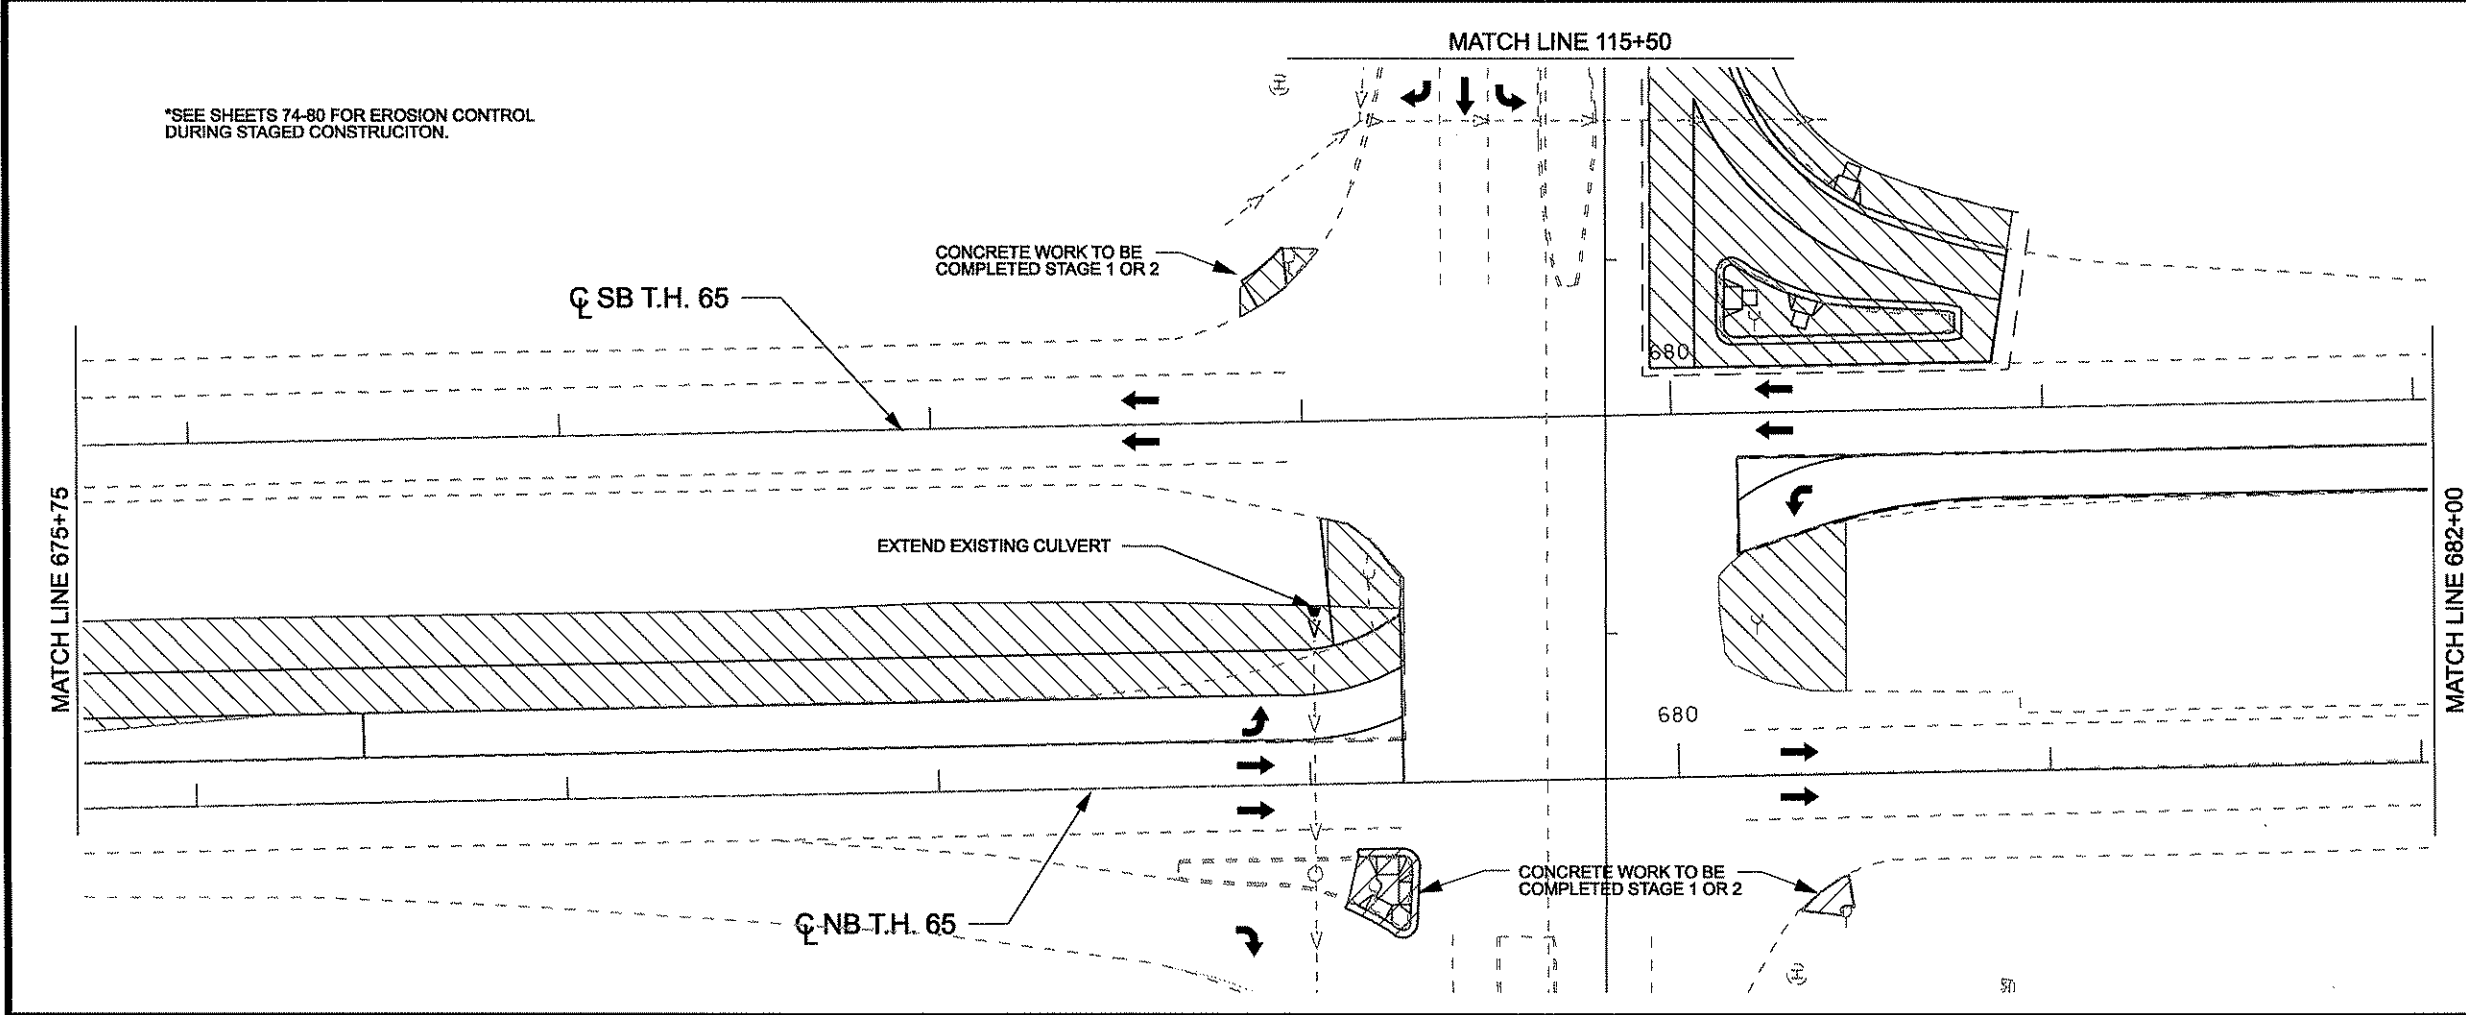 MATCH LINE 115+50
*SEE SHEETS 74-80 FOR EROSION CONTROL
DURING STAGED CONSTRUCITON.
CONCRETE WORK TO BE
COMPLETED STAGE 1 OR 2
℄ SB T.H. 65
680
MATCH LINE 675+75
EXTEND EXISTING CULVERT
MATCH LINE 682+00
680
CONCRETE WORK TO BE
COMPLETED STAGE 1 OR 2
℄ NB T.H. 65
(H)
(H)